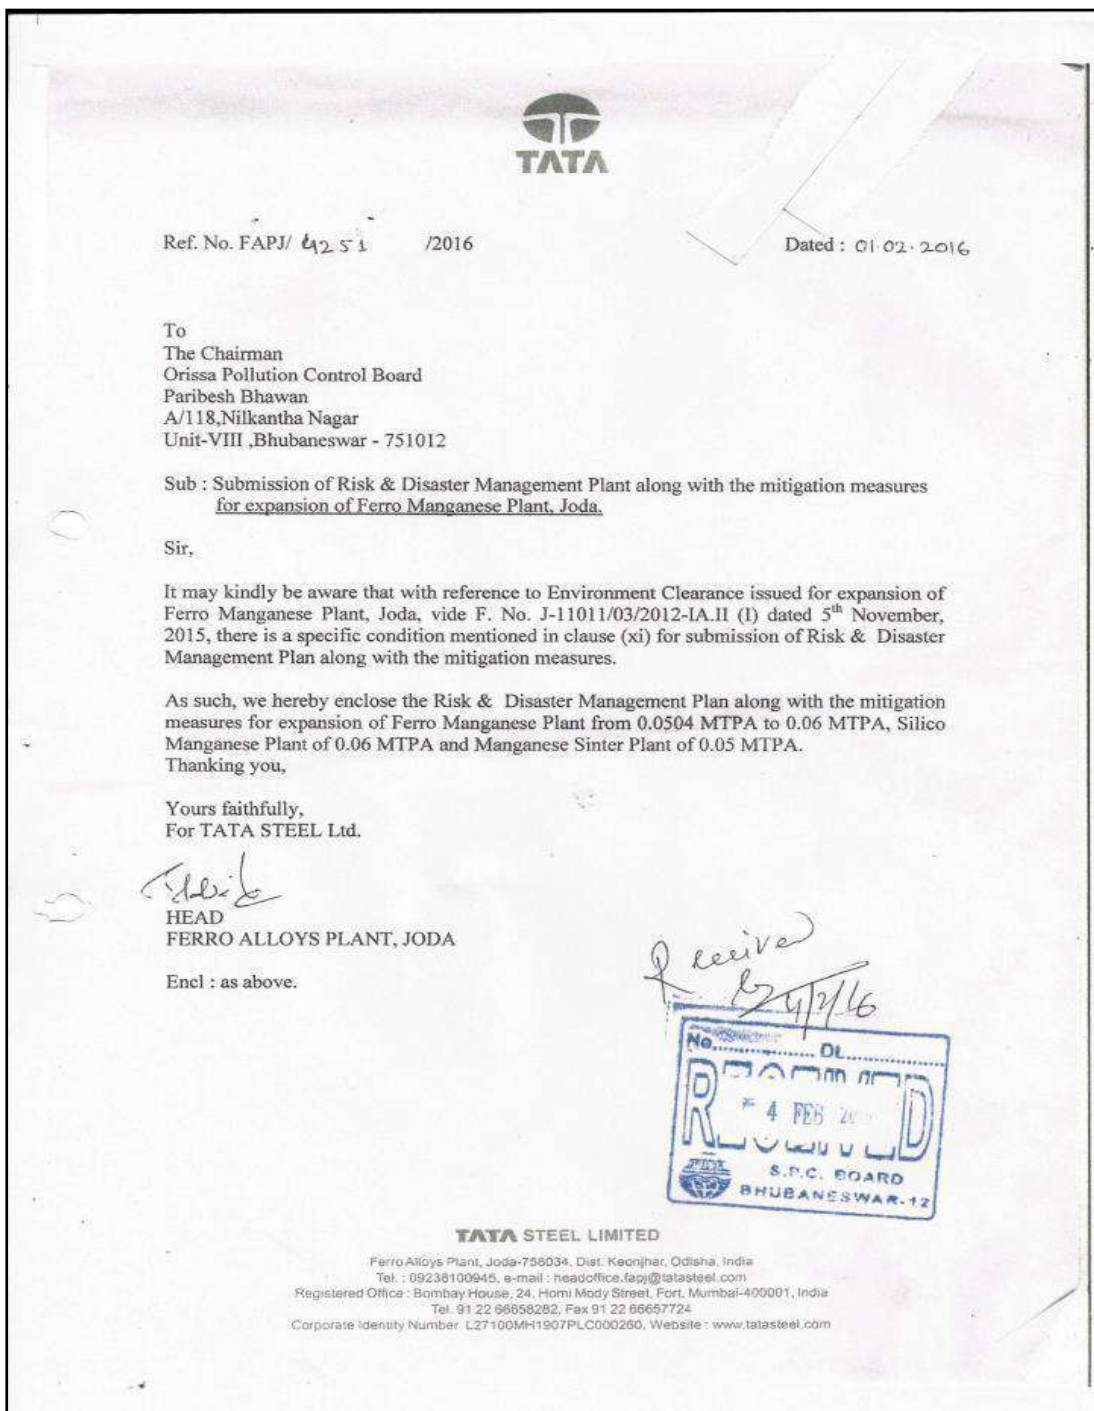 TATA
Ref. No. FAPJ/ 4251 /2016 Dated : 01.02.2016
To
The Chairman
Orissa Pollution Control Board
Paribesh Bhawan
A/118,Nilkantha Nagar
Unit-VIII ,Bhubaneswar - 751012
Sub : Submission of Risk & Disaster Management Plant along with the mitigation measures
for expansion of Ferro Manganese Plant, Joda.
Sir,
It may kindly be aware that with reference to Environment Clearance issued for expansion of
Ferro Manganese Plant, Joda, vide F. No. J-11011/03/2012-IA.II (I) dated 5th November,
2015, there is a specific condition mentioned in clause (xi) for submission of Risk & Disaster
Management Plan along with the mitigation measures.
As such, we hereby enclose the Risk & Disaster Management Plan along with the mitigation
measures for expansion of Ferro Manganese Plant from 0.0504 MTPA to 0.06 MTPA, Silico
Manganese Plant of 0.06 MTPA and Manganese Sinter Plant of 0.05 MTPA.
Thanking you,
Yours faithfully,
For TATA STEEL Ltd.
HEAD
FERRO ALLOYS PLANT, JODA
Encl : as above.
Received
4/2/16
No.............. Dt..............
RECEIVED
4 FEB
S.P.C. BOARD
BHUBANESWAR-12
TATA STEEL LIMITED
Ferro Alloys Plant, Joda-758034, Dist. Keonjhar, Odisha, India
Tel. : 09238100945, e-mail : headoffice.fapj@tatasteel.com
Registered Office : Bombay House, 24, Homi Mody Street, Fort, Mumbai-400001, India
Tel. 91 22 66658282, Fax 91 22 66657724
Corporate Identity Number L27100MH1907PLC000260, Website : www.tatasteel.com